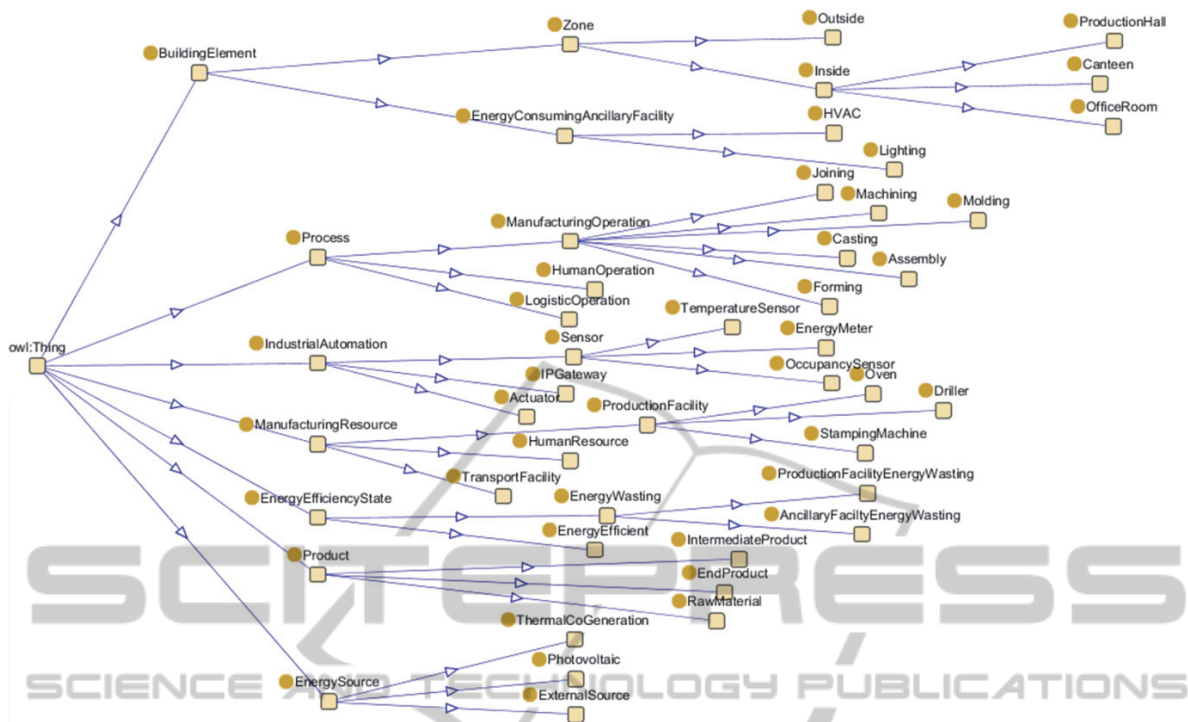 Zone
Outside
ProductionHall
BuildingElement
Inside
Canteen
OfficeRoom
EnergyConsumingAncillaryFacility
HVAC
Lighting
Joining
Machining
Molding
ManufacturingOperation
Process
Casting
Assembly
HumanOperation
Forming
LogisticOperation
TemperatureSensor
EnergyMeter
Sensor
owl:Thing
IndustrialAutomation
OccupancySensor
IPGateway
Oven
Actuator
ProductionFacility
Driller
ManufacturingResource
HumanResource
StampingMachine
TransportFacility
ProductionFacilityEnergyWasting
EnergyEfficiencyState
EnergyWasting
AncillaryFaciltyEnergyWasting
EnergyEfficient
IntermediateProduct
Product
EndProduct
RawMaterial
ThermalCoGeneration
Photovoltaic
EnergySource
ExternalSource
SCITEPRESS
SCIENCE AND TECHNOLOGY PUBLICATIONS